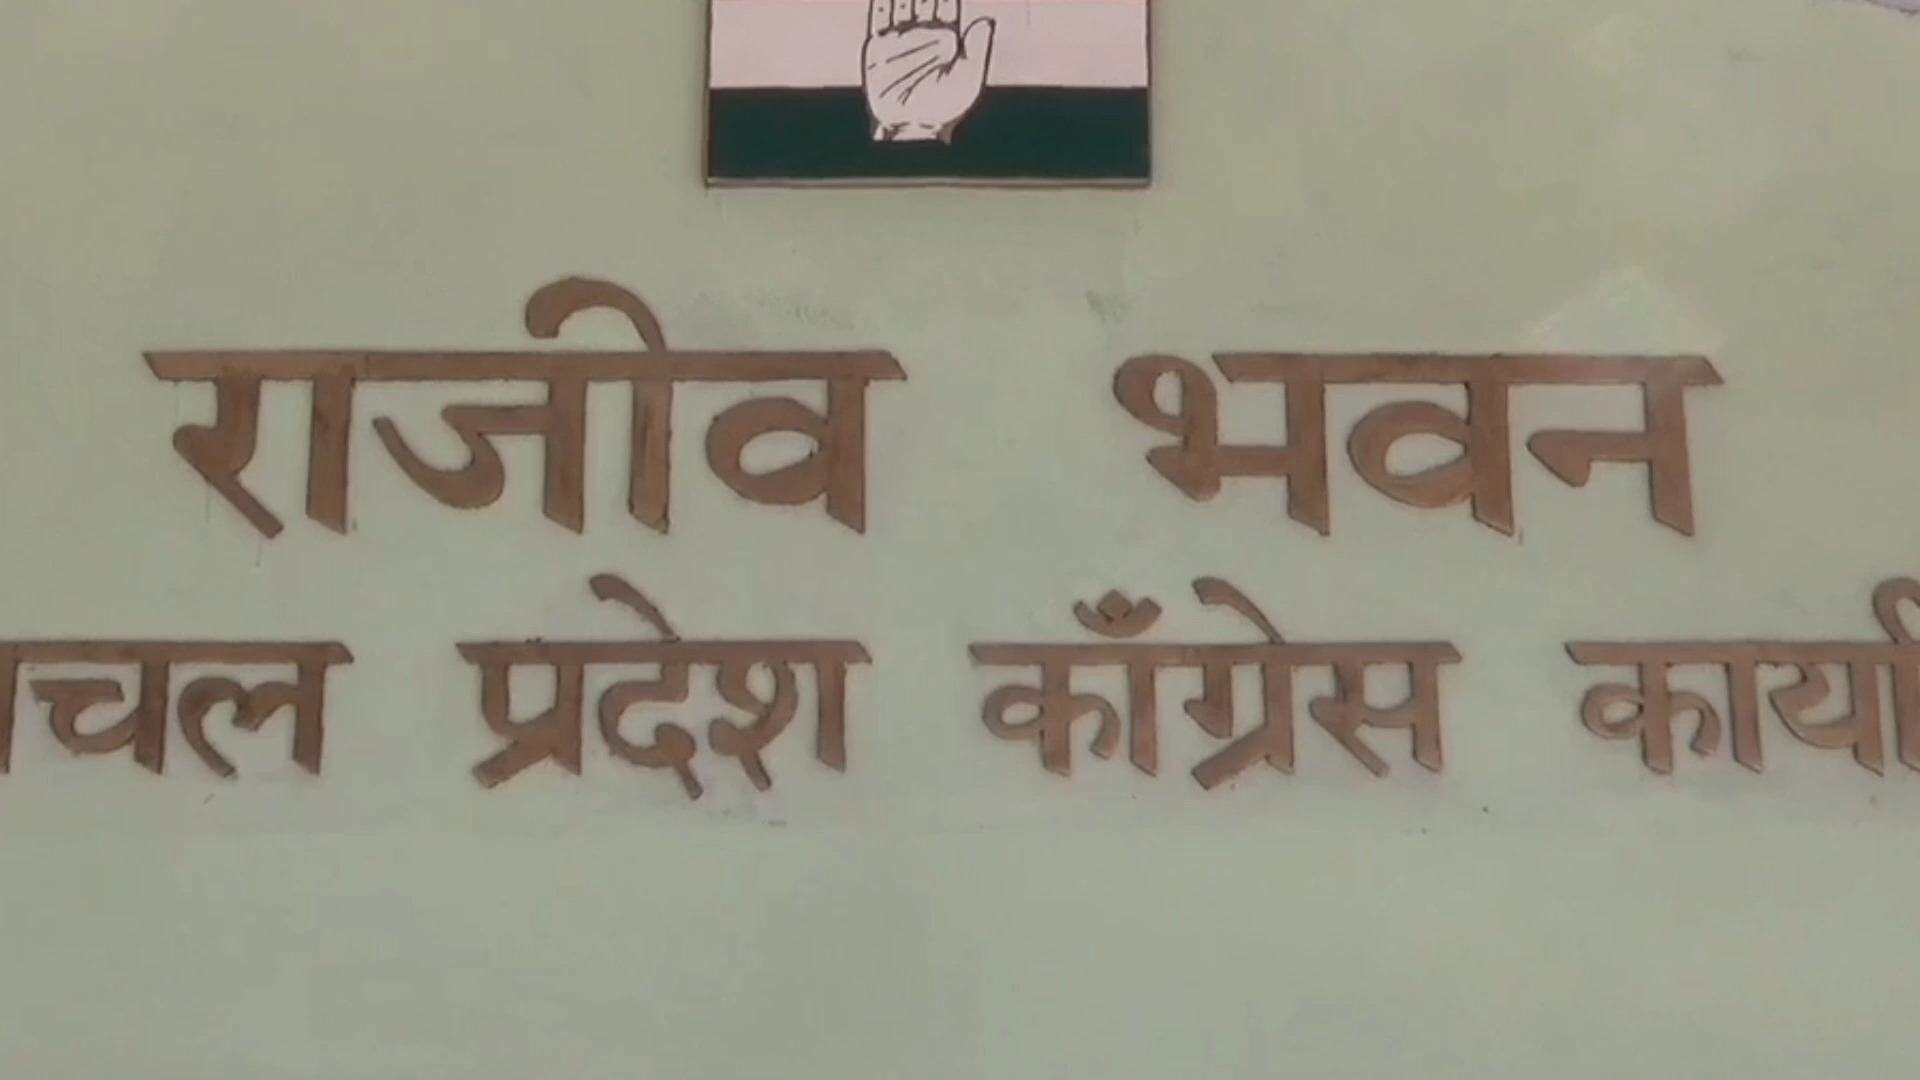 राजीव भवन
चल प्रदेश काँग्रेस कार्या